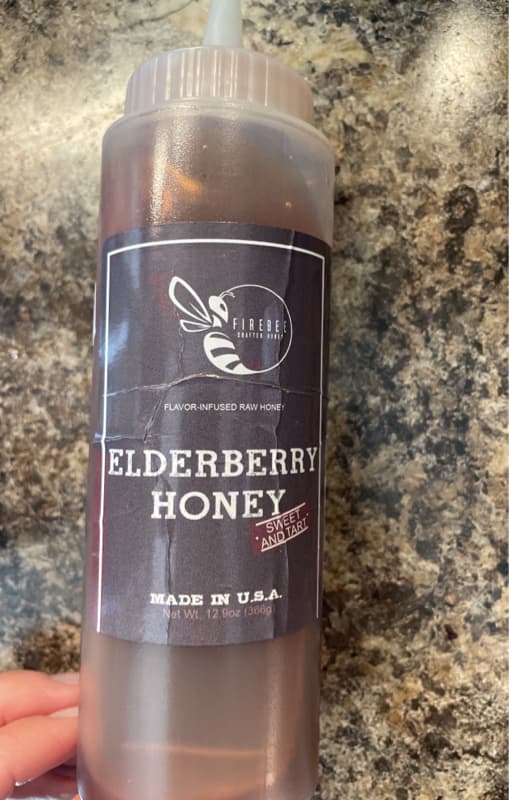 FIREBEE
CRAFTED HONEY
FLAVOR-INFUSED RAW HONEY
ELDERBERRY
HONEY
SWEET
AND TART
MADE IN U.S.A.
Net Wt. 12.9oz (366g)